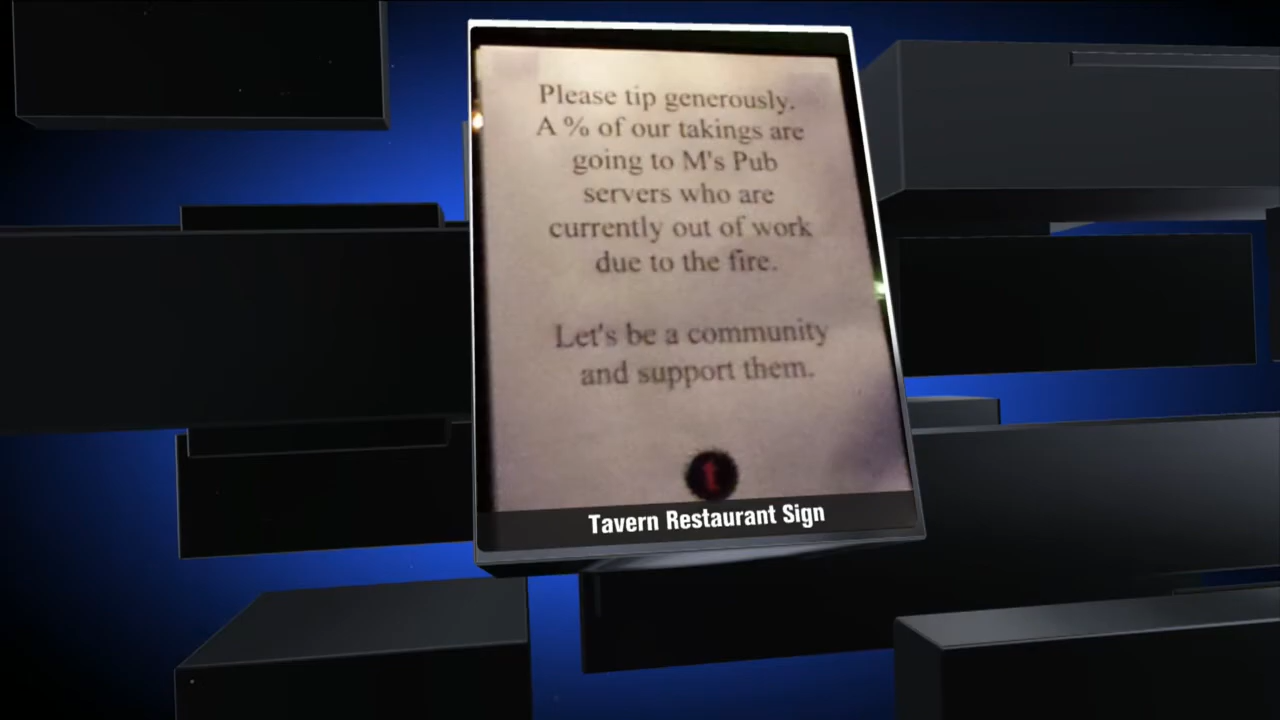 Please tip generously.
A % of our takings are
going to M's Pub
servers who are
currently out of work
due to the fire.
Let's be a community
and support them.
t
Tavern Restaurant Sign